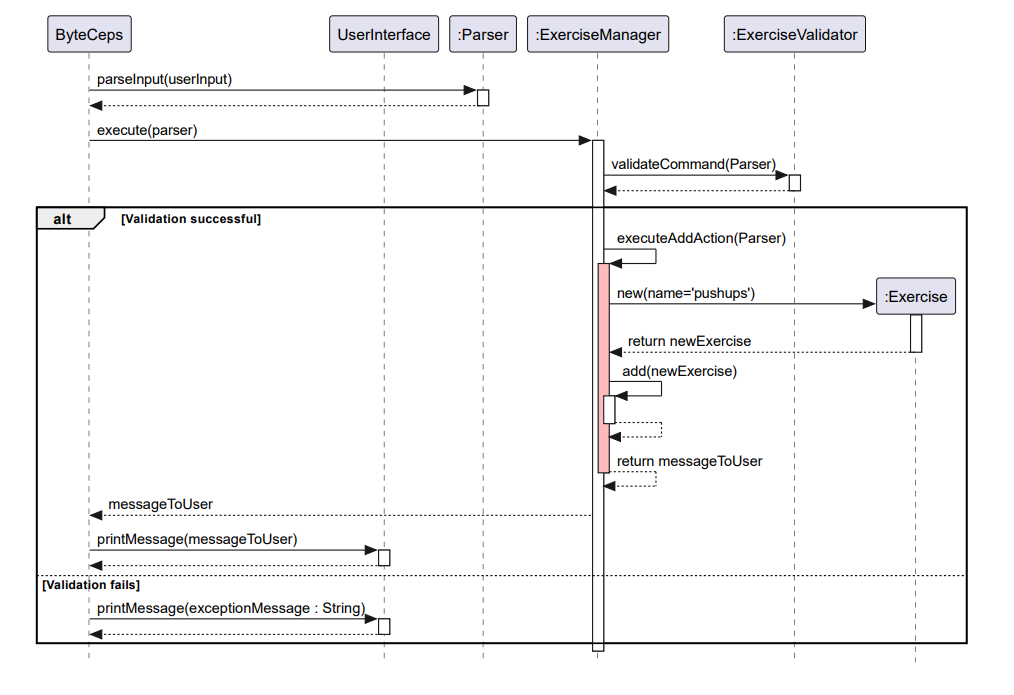 ByteCeps
UserInterface
:Parser
:ExerciseManager
:ExerciseValidator
parseInput(userInput)
execute(parser)
validateCommand(Parser)
alt
[Validation successful]
executeAddAction(Parser)
new(name='pushups')
:Exercise
return newExercise
add(newExercise)
return messageToUser
messageToUser
printMessage(messageToUser)
[Validation fails]
printMessage(exceptionMessage : String)